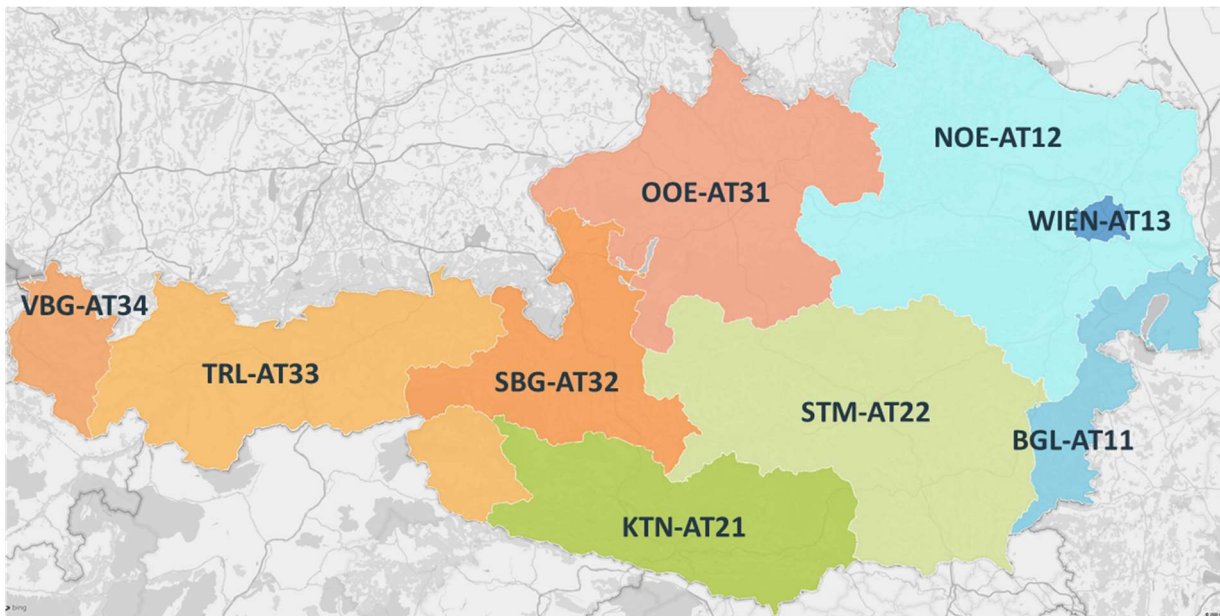 NOE-AT12
OOE-AT31
WIEN-AT13
VBG-AT34
TRL-AT33
SBG-AT32
STM-AT22
BGL-AT11
KTN-AT21
bing